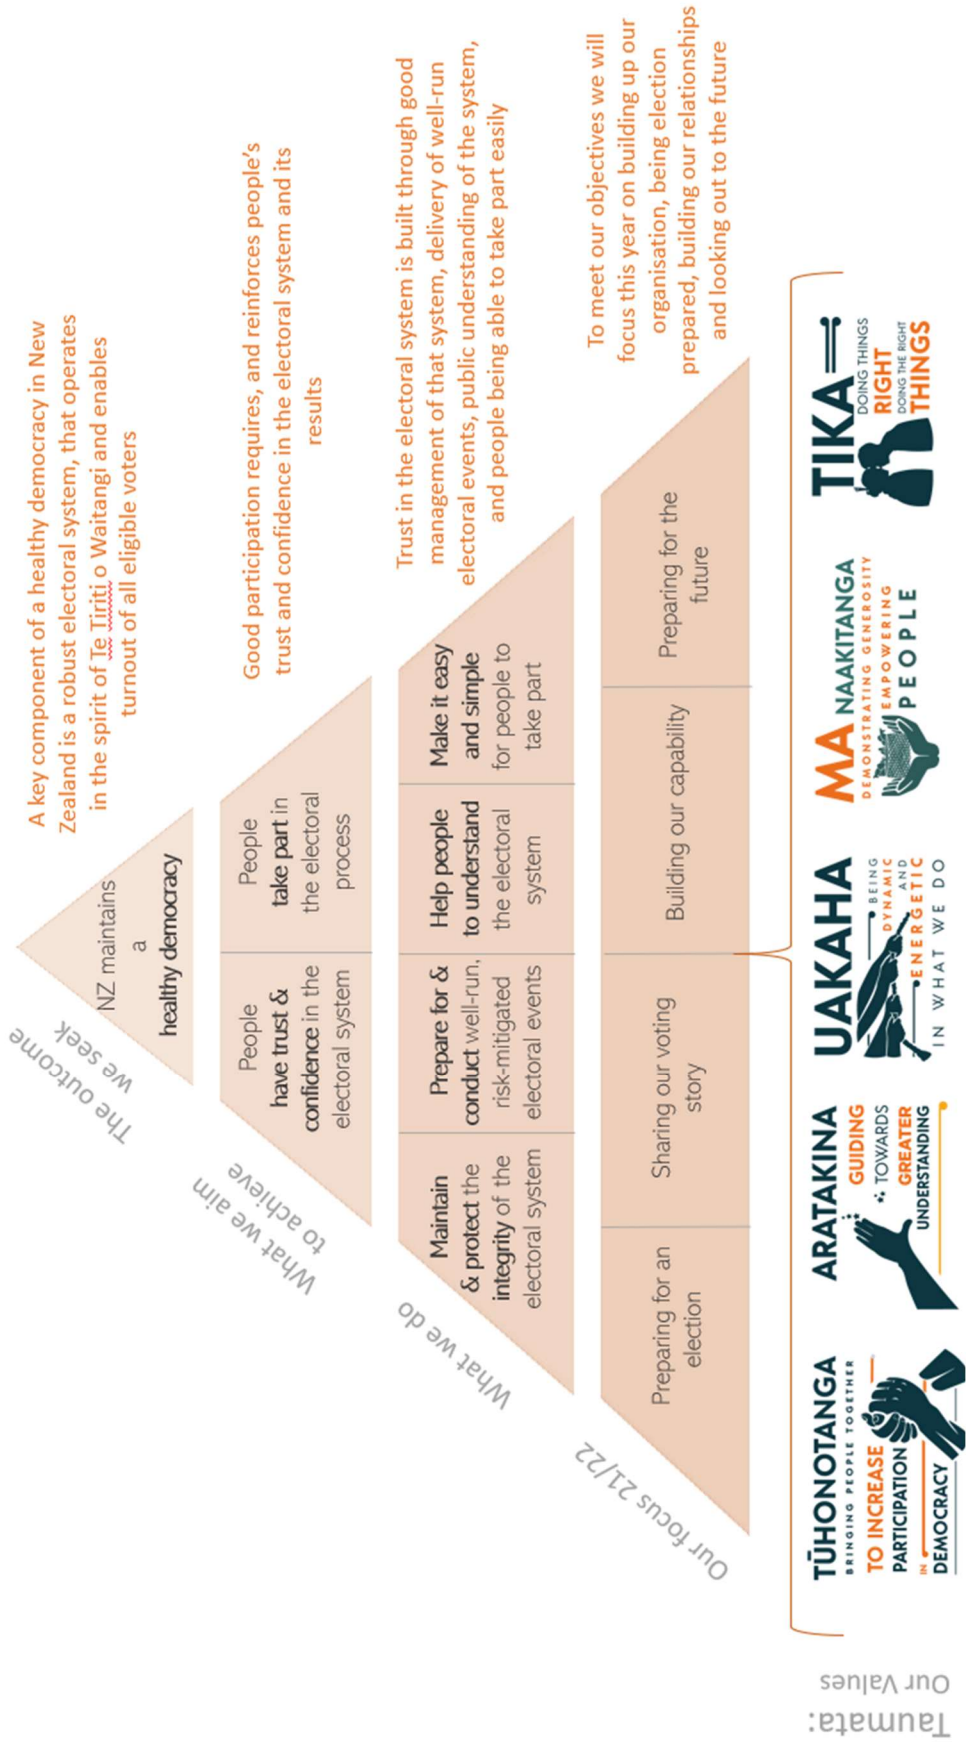 The outcome
we seek
NZ maintains
a
healthy democracy
A key component of a healthy democracy in New
Zealand is a robust electoral system, that operates
in the spirit of Te Tiriti o Waitangi and enables
turnout of all eligible voters
What we aim
to achieve
People
have trust &
confidence in the
electoral system
People
take part in
the electoral
process
Good participation requires, and reinforces people's
trust and confidence in the electoral system and its
results
What we do
Maintain
& protect the
integrity of the
electoral system
Prepare for &
conduct well-run,
risk-mitigated
electoral events
Help people
to understand
the electoral
system
Make it easy
and simple
for people to
take part
Trust in the electoral system is built through good
management of that system, delivery of well-run
electoral events, public understanding of the system,
and people being able to take part easily
Our focus 21/22
Preparing for an
election
Sharing our voting
story
Building our capability
Preparing for the
future
To meet our objectives we will
focus this year on building up our
organisation, being election
prepared, building our relationships
and looking out to the future
Taumata:
Our Values
TŪHONOTANGA
BRINGING PEOPLE TOGETHER
TO INCREASE
PARTICIPATION
IN
DEMOCRACY
ARATAKINA
GUIDING
TOWARDS
GREATER
UNDERSTANDING
UAKAHA
BEING
DYNAMIC
AND
ENERGETIC
IN WHAT WE DO
MANAAKITANGA
DEMONSTRATING GENEROSITY
EMPOWERING
PEOPLE
TIKA
DOING THINGS
RIGHT
DOING THE RIGHT
THINGS